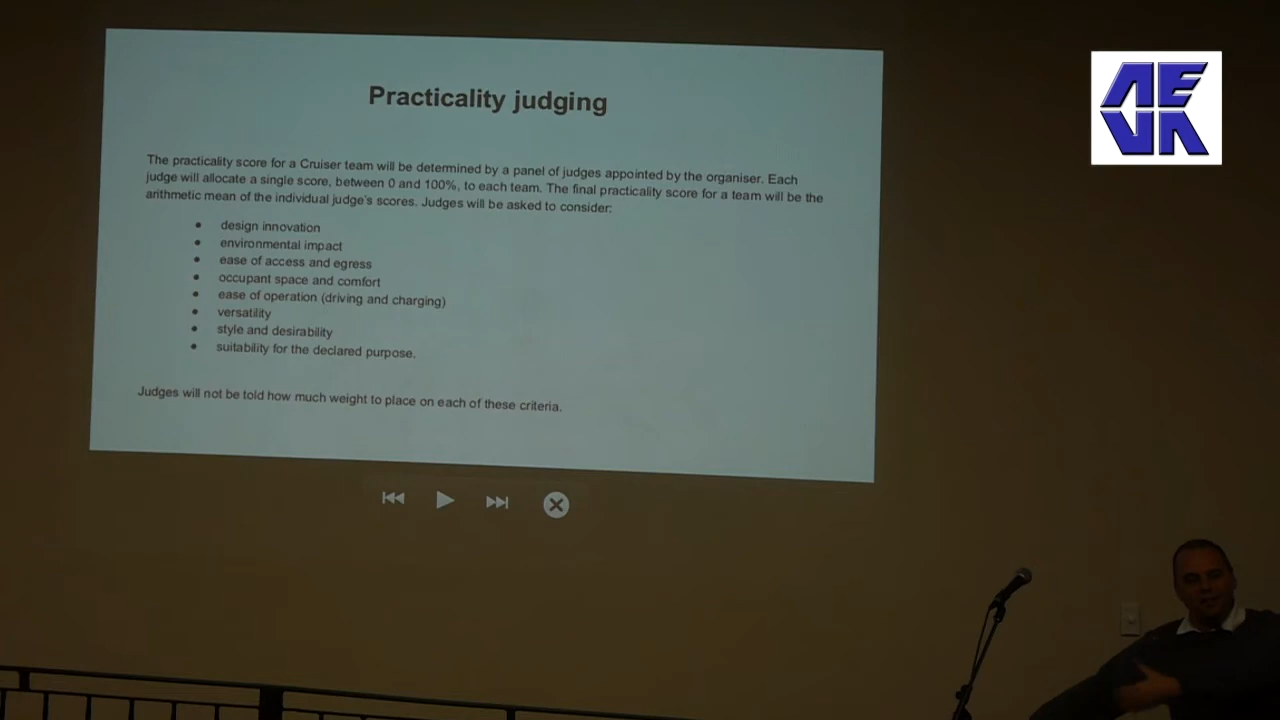 Practicality judging
The practicality score for a Cruiser team will be determined by a panel of judges appointed by the organiser. Each
judge will allocate a single score, between 0 and 100%, to each team. The final practicality score for a team will be the
arithmetic mean of the individual judge's scores. Judges will be asked to consider:
• design innovation
• environmental impact
• ease of access and egress
• occupant space and comfort
• ease of operation (driving and charging)
• versatility
• style and desirability
• suitability for the declared purpose.
Judges will not be told how much weight to place on each of these criteria.